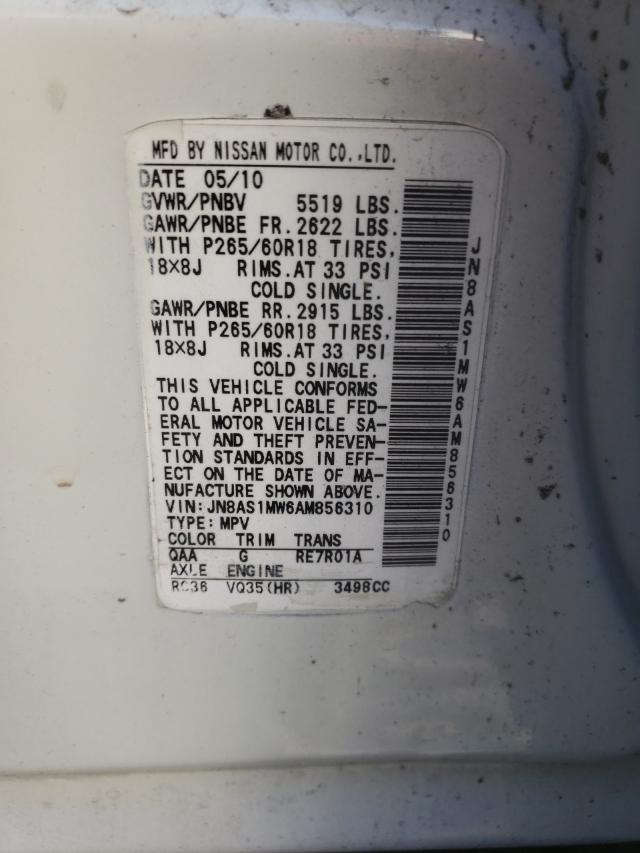 MFD BY NISSAN MOTOR CO.,LTD.
DATE 05/10
GVWR/PNBV 5519 LBS.
GAWR/PNBE FR.2622 LBS.
WITH P265/60R18 TIRES,
18X8J RIMS.AT 33 PSI
COLD SINGLE.
GAWR/PNBE RR.2915 LBS.
WITH P265/60R18 TIRES,
18X8J RIMS.AT 33 PSI
COLD SINGLE.
THIS VEHICLE CONFORMS
TO ALL APPLICABLE FED-
ERAL MOTOR VEHICLE SA-
FETY AND THEFT PREVEN-
TION STANDARDS IN EFF-
ECT ON THE DATE OF MA-
NUFACTURE SHOWN ABOVE.
VIN:JN8AS1MW6AM856310
TYPE:MPV
COLOR TRIM TRANS
QAA G RE7R01A
AXLE ENGINE
RC36 VQ35(HR) 3498CC
JN8AS1MW6AM856310